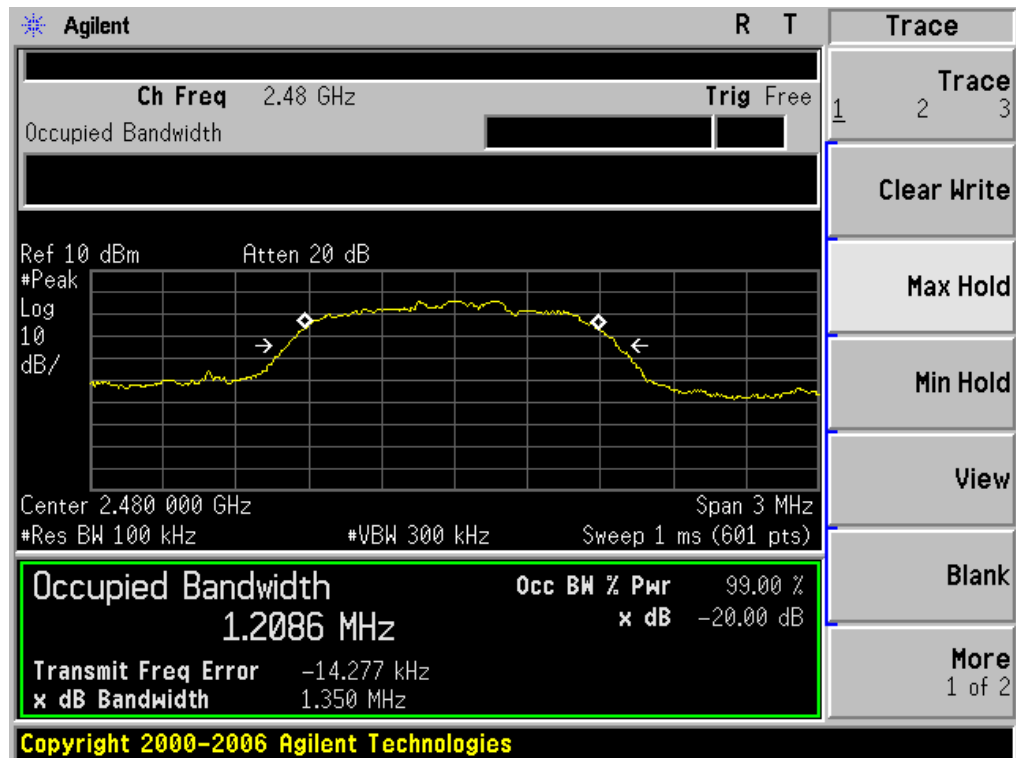 Agilent R T Trace
Ch Freq 2.48 GHz Trig Free
Occupied Bandwidth
Trace
1 2 3
Clear Write
Ref 10 dBm Atten 20 dB
#Peak
Log
10
dB/
Max Hold
Min Hold
View
Center 2.480 000 GHz Span 3 MHz
#Res BW 100 kHz #VBW 300 kHz Sweep 1 ms (601 pts)
Occupied Bandwidth
1.2086 MHz
Occ BW % Pwr 99.00 %
x dB -20.00 dB
Transmit Freq Error -14.277 kHz
x dB Bandwidth 1.350 MHz
Blank
More
1 of 2
Copyright 2000-2006 Agilent Technologies